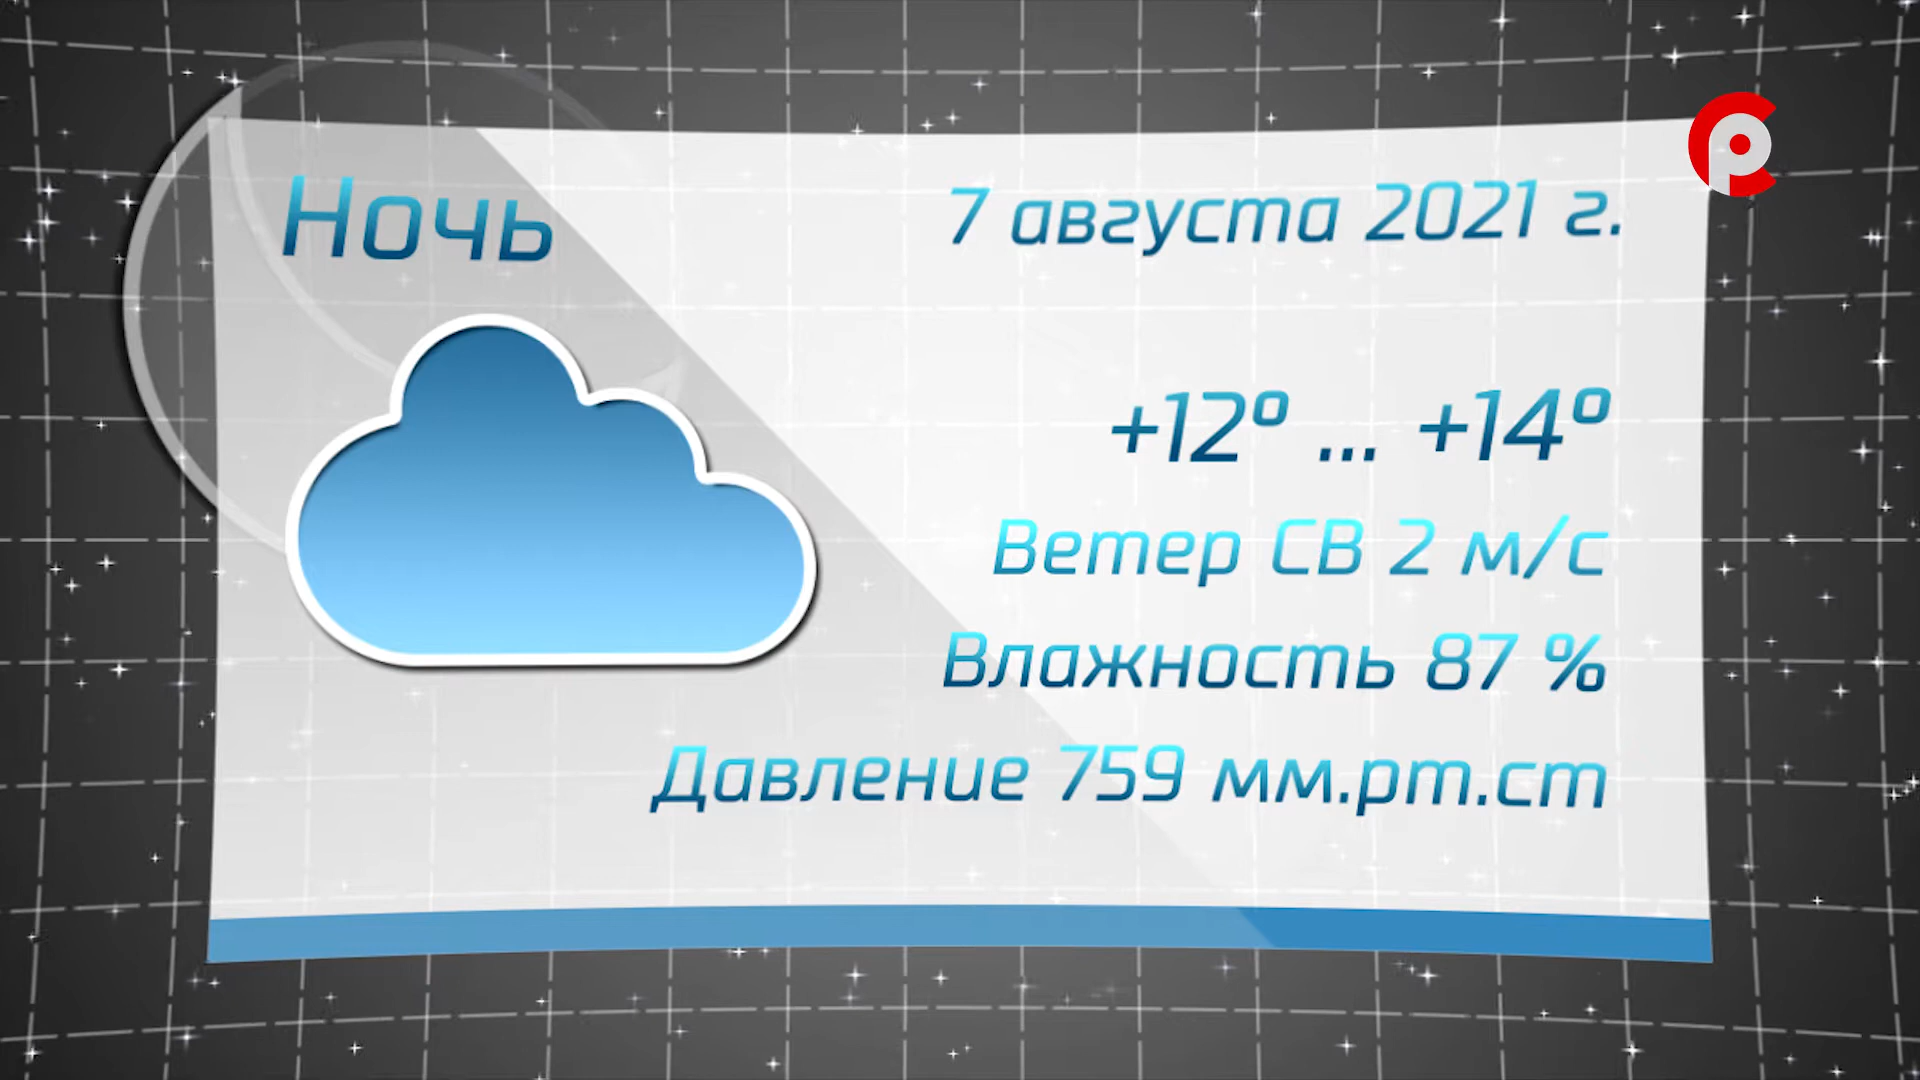 Ночь
7 августа 2021 г.
+12° ... +14°
Ветер СВ 2 м/с
Влажность 87 %
Давление 759 мм.рт.ст